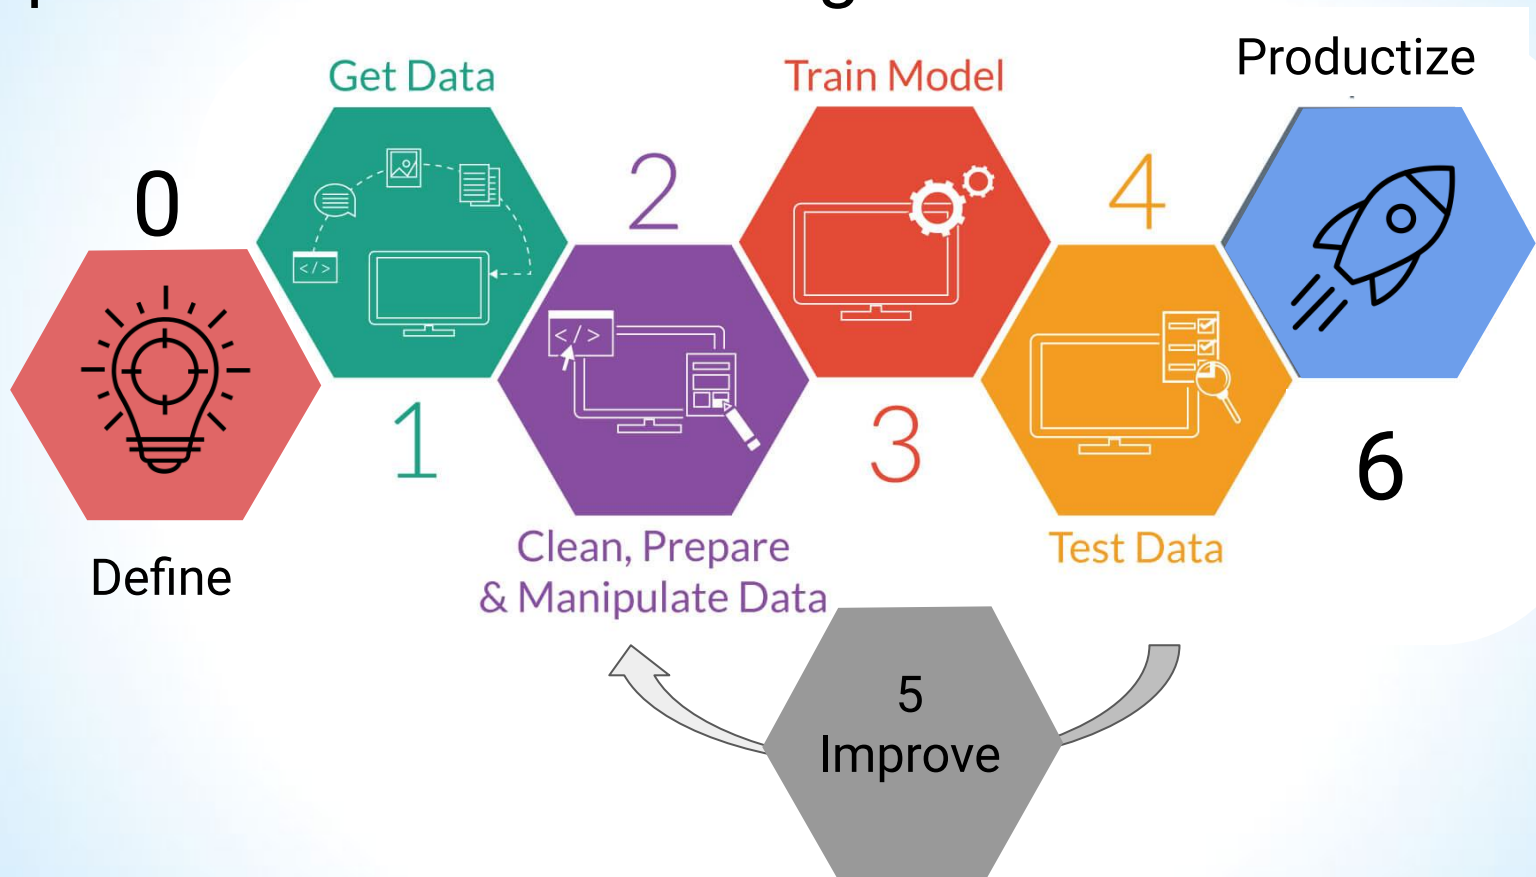 0
Define
Get Data
</>
1
2
</>
Clean, Prepare
& Manipulate Data
Train Model
3
4
Test Data
5
Improve
Productize
6